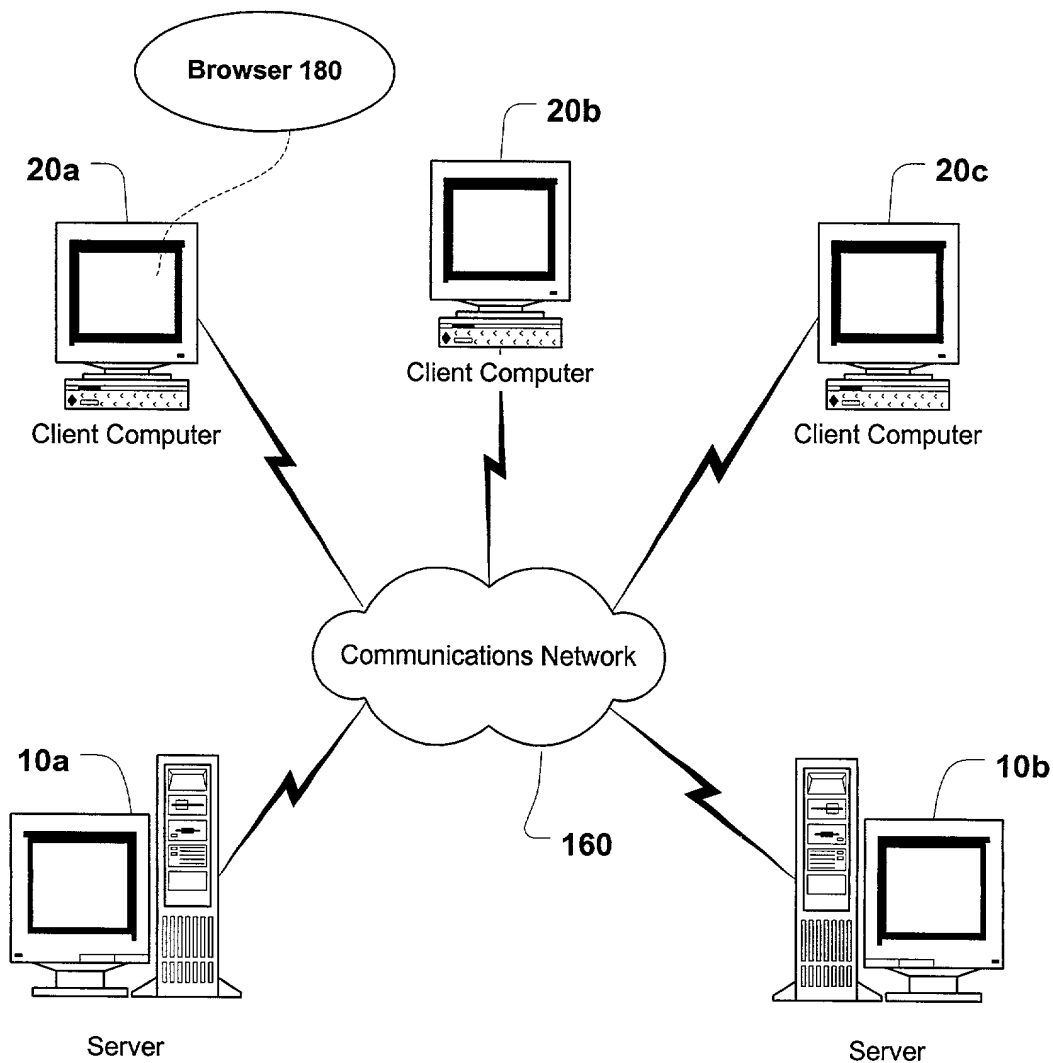 Browser 180
20b
20a
20c
Client Computer
Client Computer
Client Computer
Communications Network
10a
10b
160
Server
Server